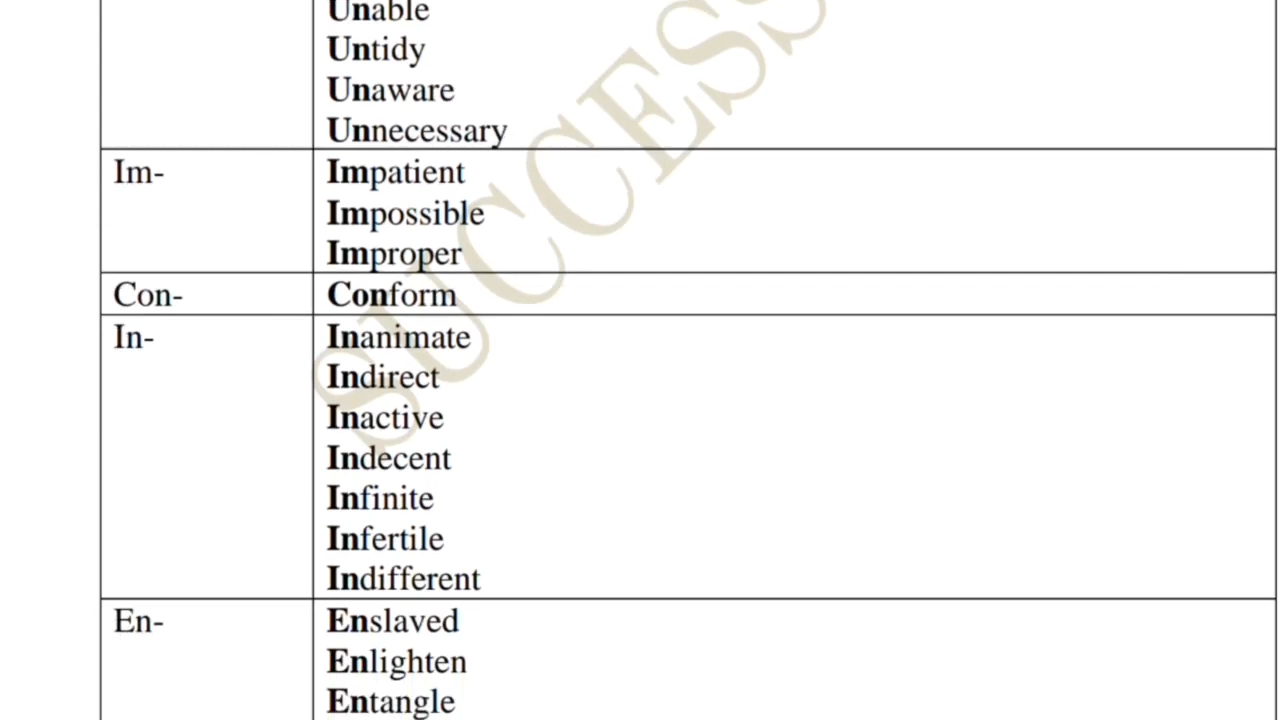 Unable
Untidy
Unaware
Unnecessary
Im-
Impatient
Impossible
Improper
Con-
Conform
In-
Inanimate
Indirect
Inactive
Indecent
Infinite
Infertile
Indifferent
En-
Enslaved
Enlighten
Entangle
SUCCESS